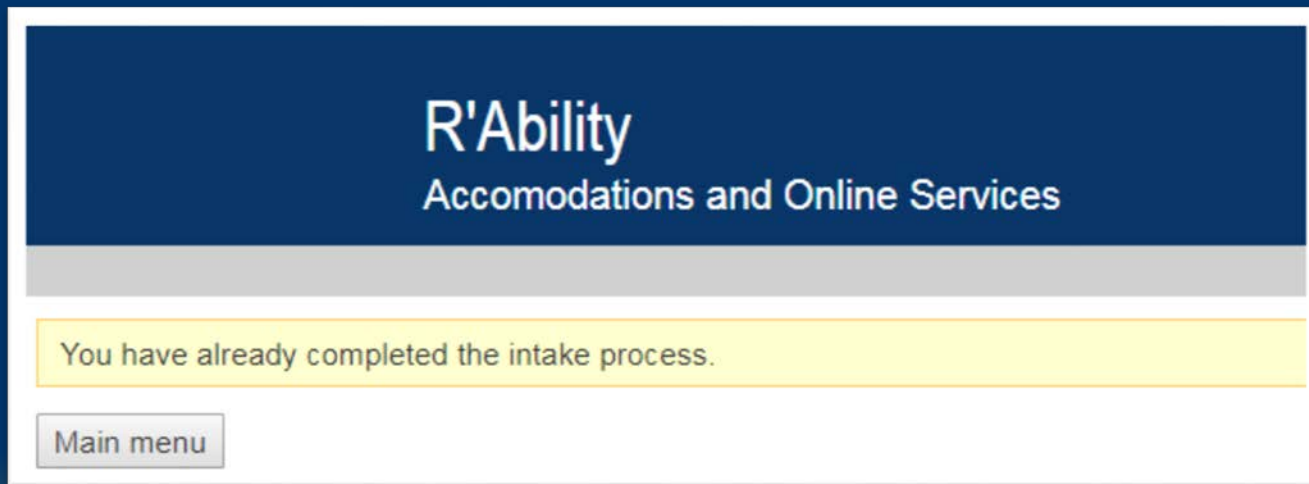 R'Ability
Accomodations and Online Services
You have already completed the intake process.
Main menu